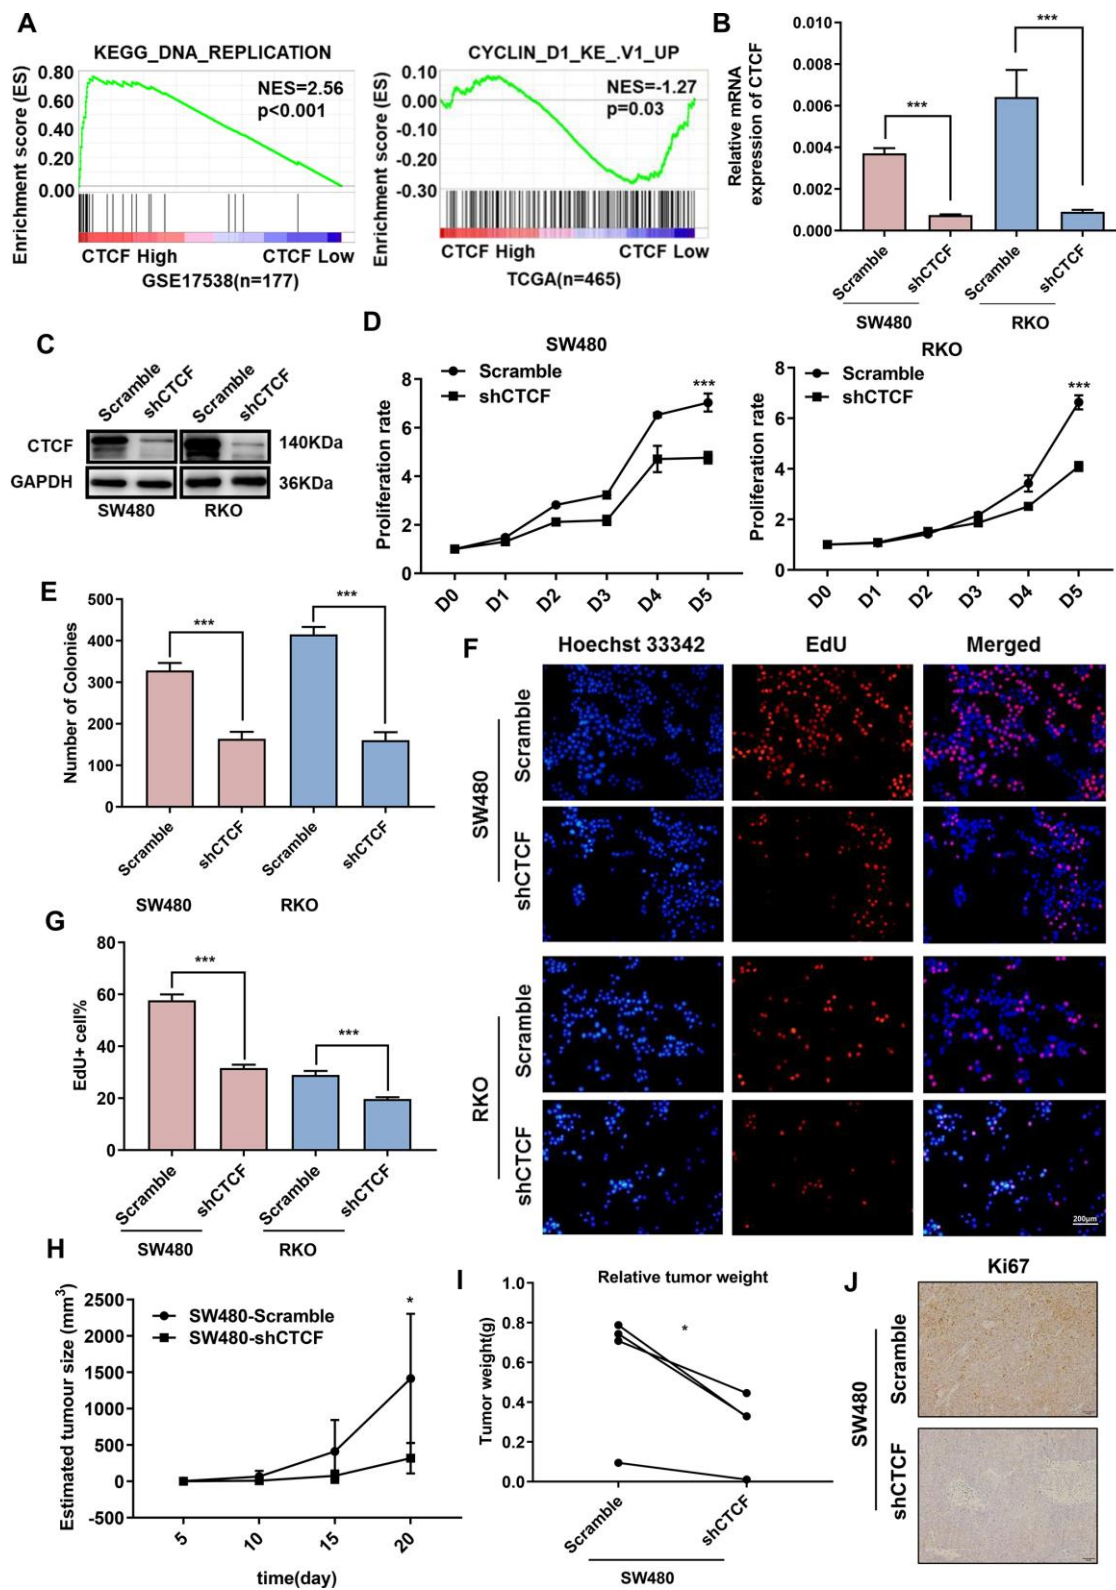 A
KEGG_DNA_REPLICATION
Enrichment score (ES)
0.80
0.60
0.40
0.20
0.00
NES=2.56
p<0.001
CTCF High
CTCF Low
GSE17538(n=177)
CYCLIN_D1_KE_.V1_UP
Enrichment score (ES)
0.10
0.00
-0.10
-0.20
-0.30
NES=-1.27
p=0.03
CTCF High
CTCF Low
TCGA(n=465)
B
Relative mRNA
expression of CTCF
0.010
0.008
0.006
0.004
0.002
0.000
***
***
Scramble
shCTCF
Scramble
shCTCF
SW480
RKO
C
Scramble
shCTCF
Scramble
shCTCF
CTCF
140KDa
GAPDH
36KDa
SW480
RKO
D
SW480
Scramble
shCTCF
***
Proliferation rate
8
6
4
2
0
D0
D1
D2
D3
D4
D5
RKO
Scramble
shCTCF
***
Proliferation rate
8
6
4
2
0
D0
D1
D2
D3
D4
D5
E
Number of Colonies
500
400
300
200
100
0
***
***
Scramble
shCTCF
Scramble
shCTCF
SW480
RKO
F
Hoechst 33342
EdU
Merged
SW480
Scramble
shCTCF
RKO
Scramble
shCTCF
200μm
G
EdU+ cell%
80
60
40
20
0
***
***
Scramble
shCTCF
Scramble
shCTCF
SW480
RKO
H
Estimated tumour size (mm³)
2500
2000
1500
1000
500
0
-500
SW480-Scramble
SW480-shCTCF
*
5
10
15
20
time(day)
I
Relative tumor weight
Tumor weight(g)
1.0
0.8
0.6
0.4
0.2
0.0
*
Scramble
shCTCF
SW480
J
Ki67
SW480
Scramble
shCTCF